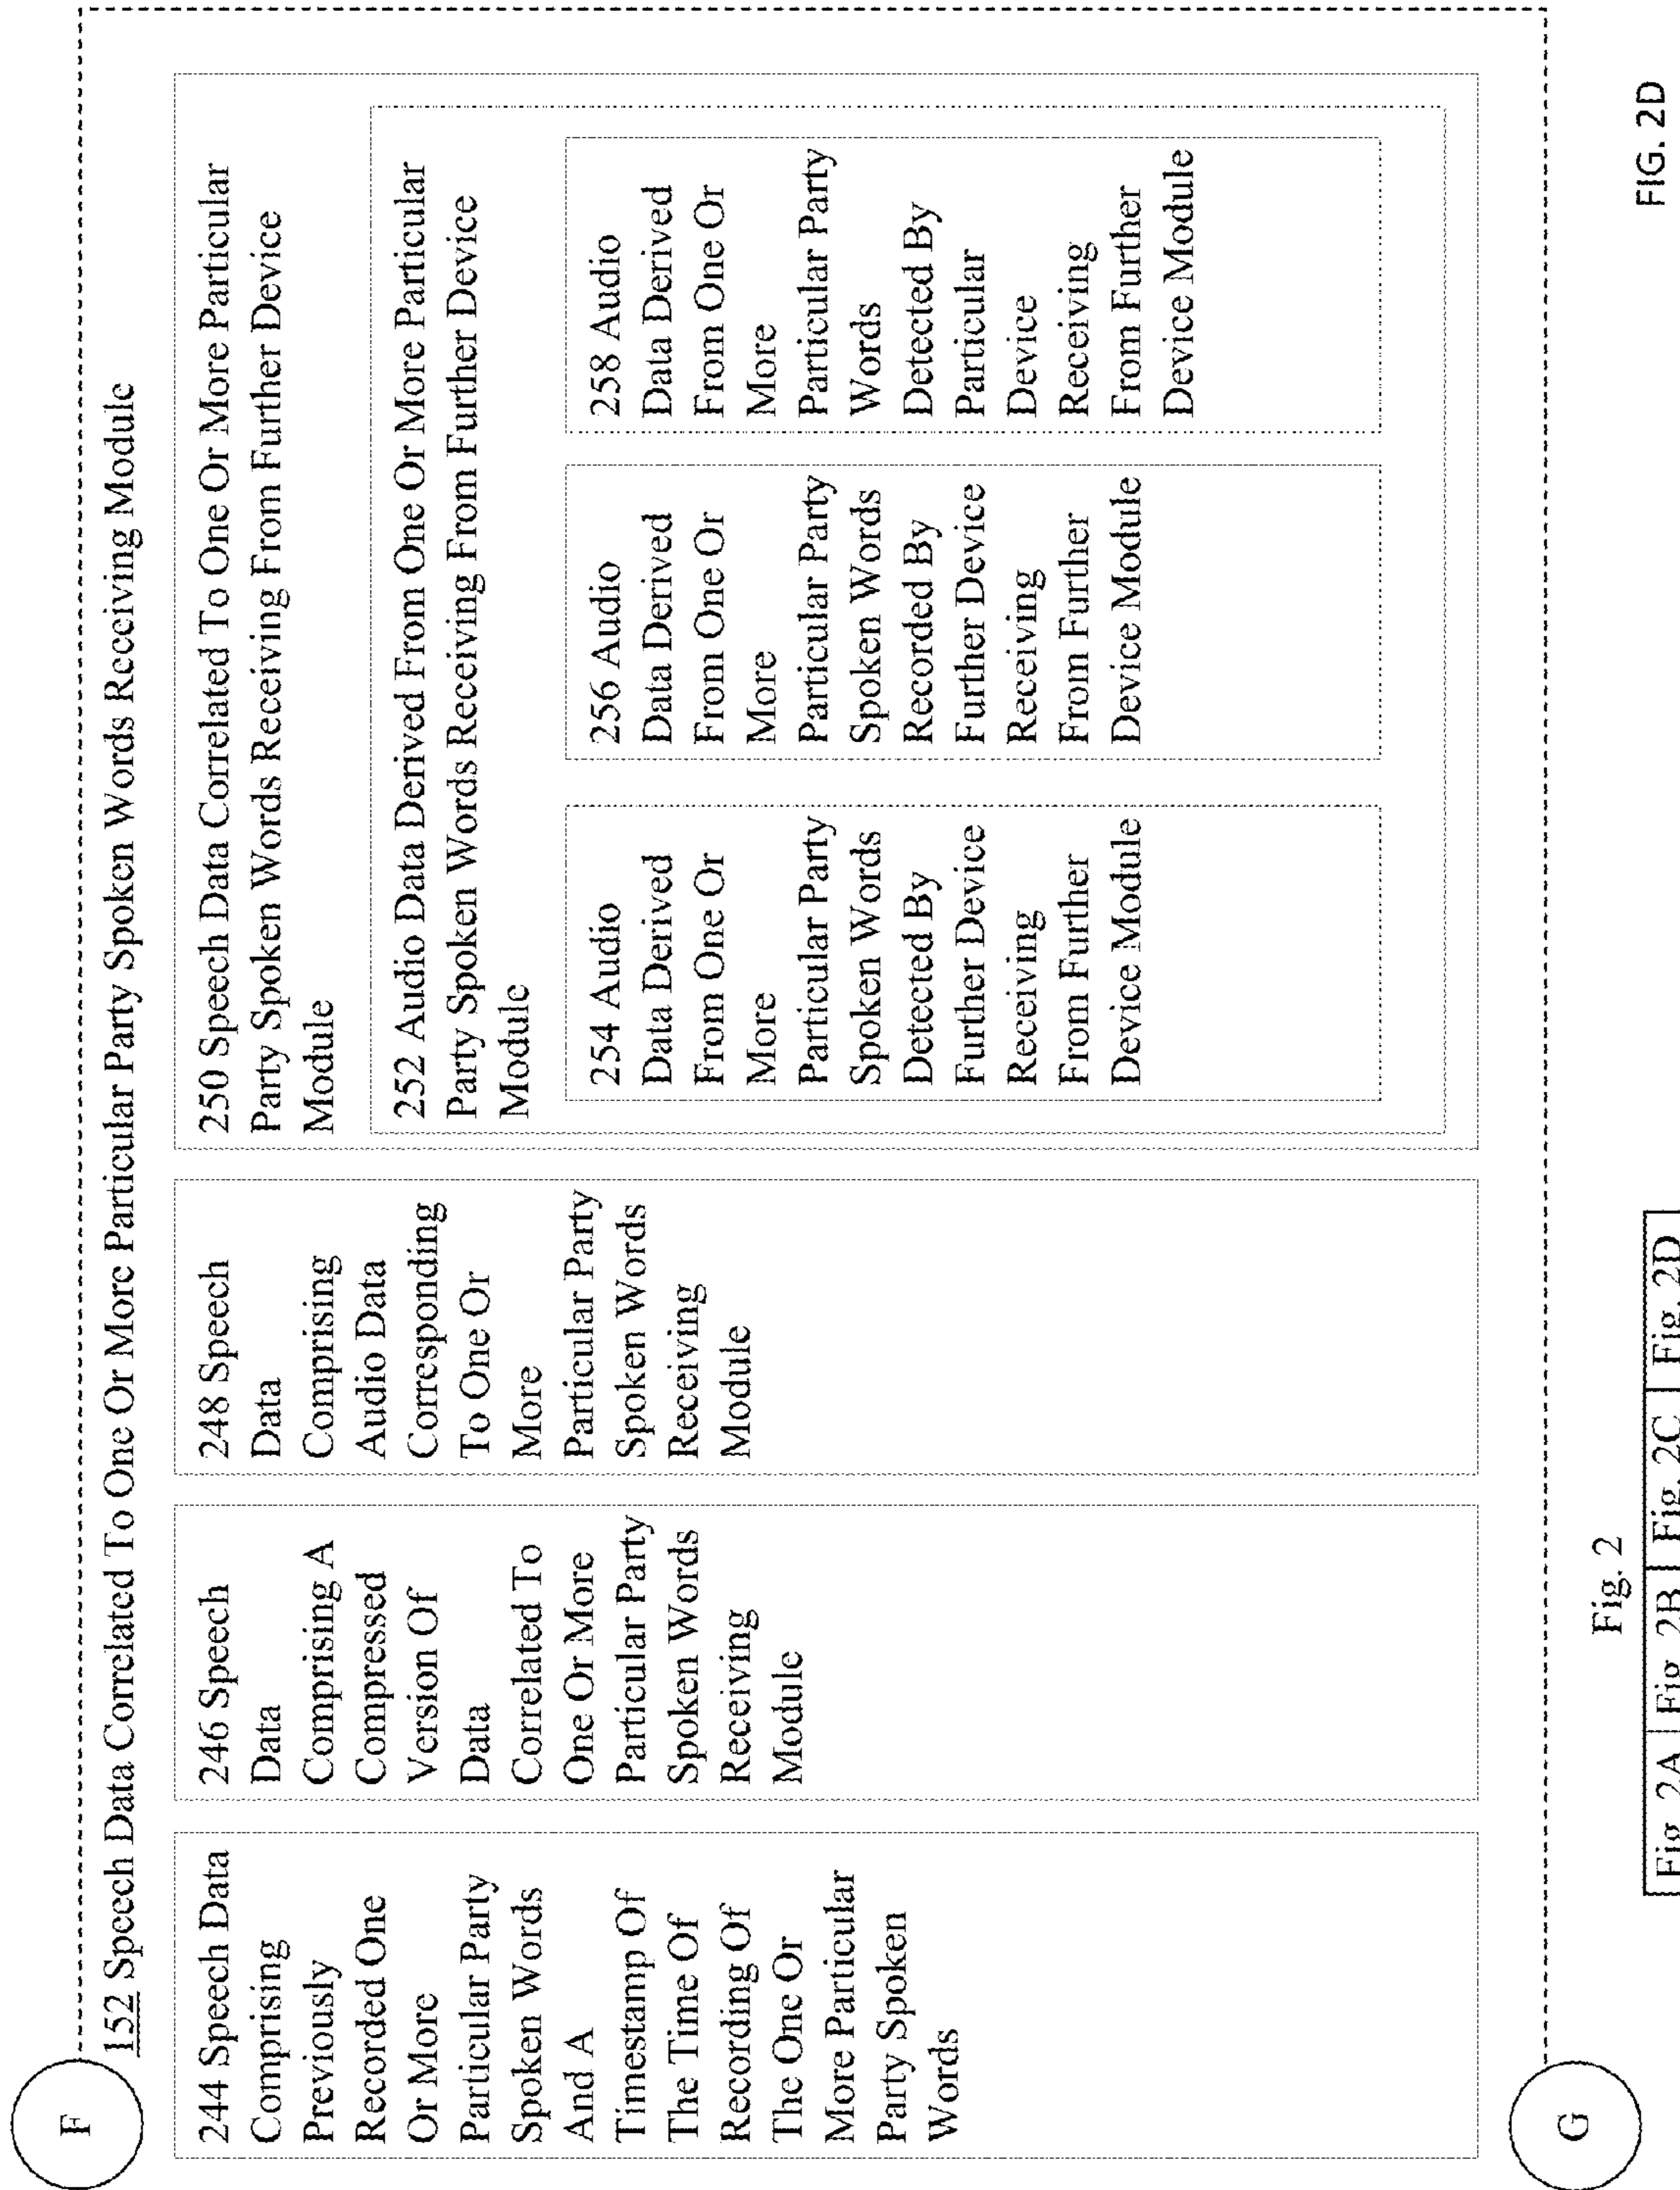 F
152 Speech Data Correlated To One Or More Particular Party Spoken Words Receiving Module
244 Speech Data
Comprising
Previously
Recorded One
Or More
Particular Party
Spoken Words
And A
Timestamp Of
The Time Of
Recording Of
The One Or
More Particular
Party Spoken
Words
246 Speech
Data
Comprising A
Compressed
Version Of
Data
Correlated To
One Or More
Particular Party
Spoken Words
Receiving
Module
248 Speech
Data
Comprising
Audio Data
Corresponding
To One Or
More
Particular Party
Spoken Words
Receiving
Module
250 Speech Data Correlated To One Or More Particular
Party Spoken Words Receiving From Further Device
Module
252 Audio Data Derived From One Or More Particular
Party Spoken Words Receiving From Further Device
Module
254 Audio
Data Derived
From One Or
More
Particular Party
Spoken Words
Detected By
Further Device
Receiving
From Further
Device Module
256 Audio
Data Derived
From One Or
More
Particular Party
Spoken Words
Recorded By
Further Device
Receiving
From Further
Device Module
258 Audio
Data Derived
From One Or
More
Particular Party
Words
Detected By
Particular
Device
Receiving
From Further
Device Module
G
Fig. 2
Fig. 2A Fig. 2B Fig. 2C Fig. 2D
FIG. 2D